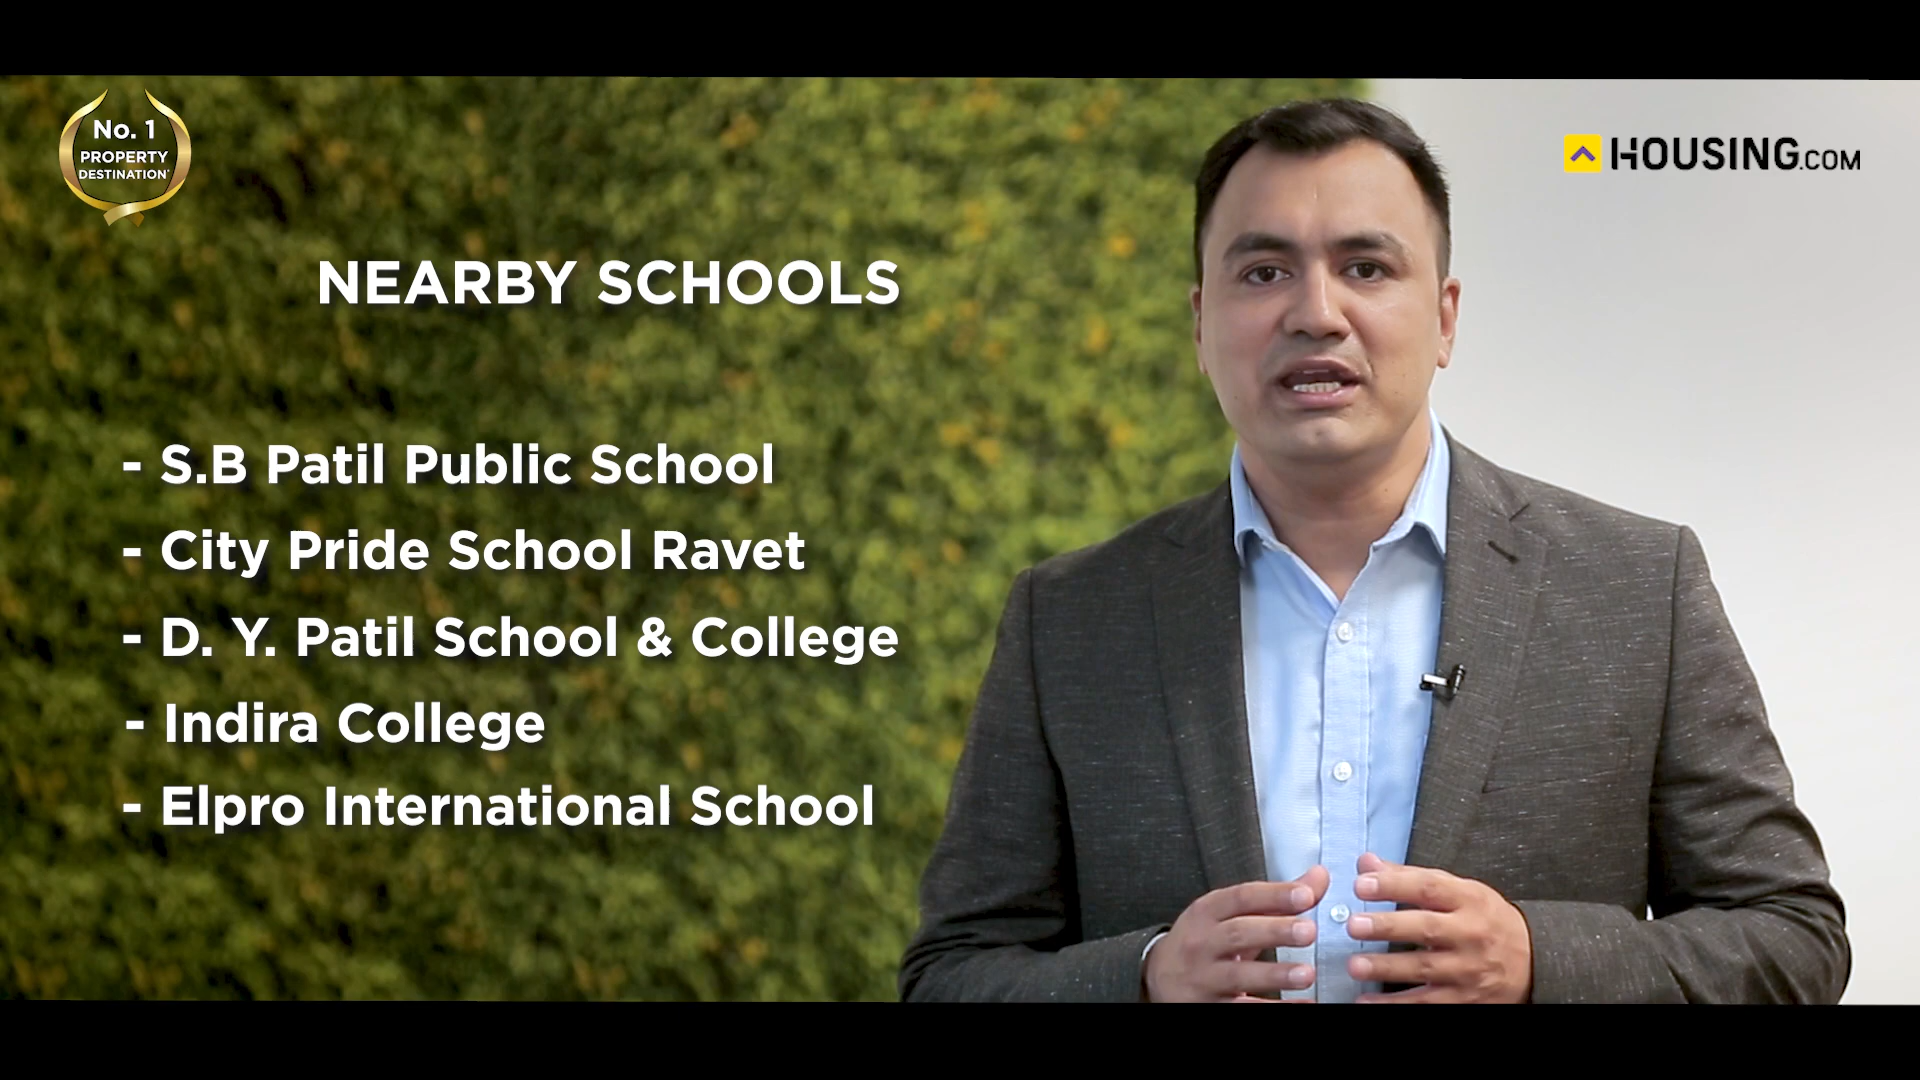 No. 1
PROPERTY
DESTINATION*
HOUSING.COM
NEARBY SCHOOLS
- S.B Patil Public School
- City Pride School Ravet
- D. Y. Patil School & College
- Indira College
- Elpro International School